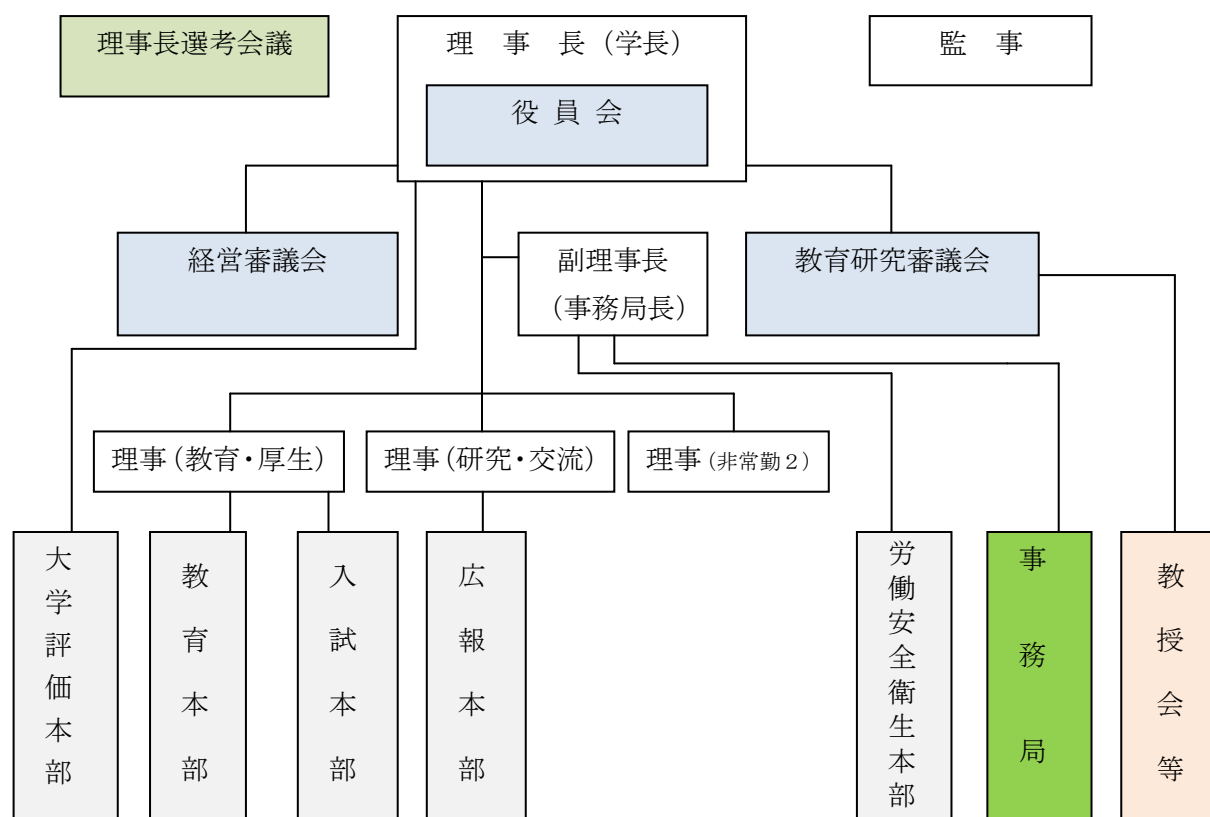 理事長選考会議
理　事　長（学長）
監　事
役 員 会
経営審議会
副理事長
（事務局長）
教育研究審議会
理事（教育・厚生）
理事（研究・交流）
理事（非常勤２）
大学評価本部
教育本部
入試本部
広報本部
労働安全衛生本部
事務局
教授会等